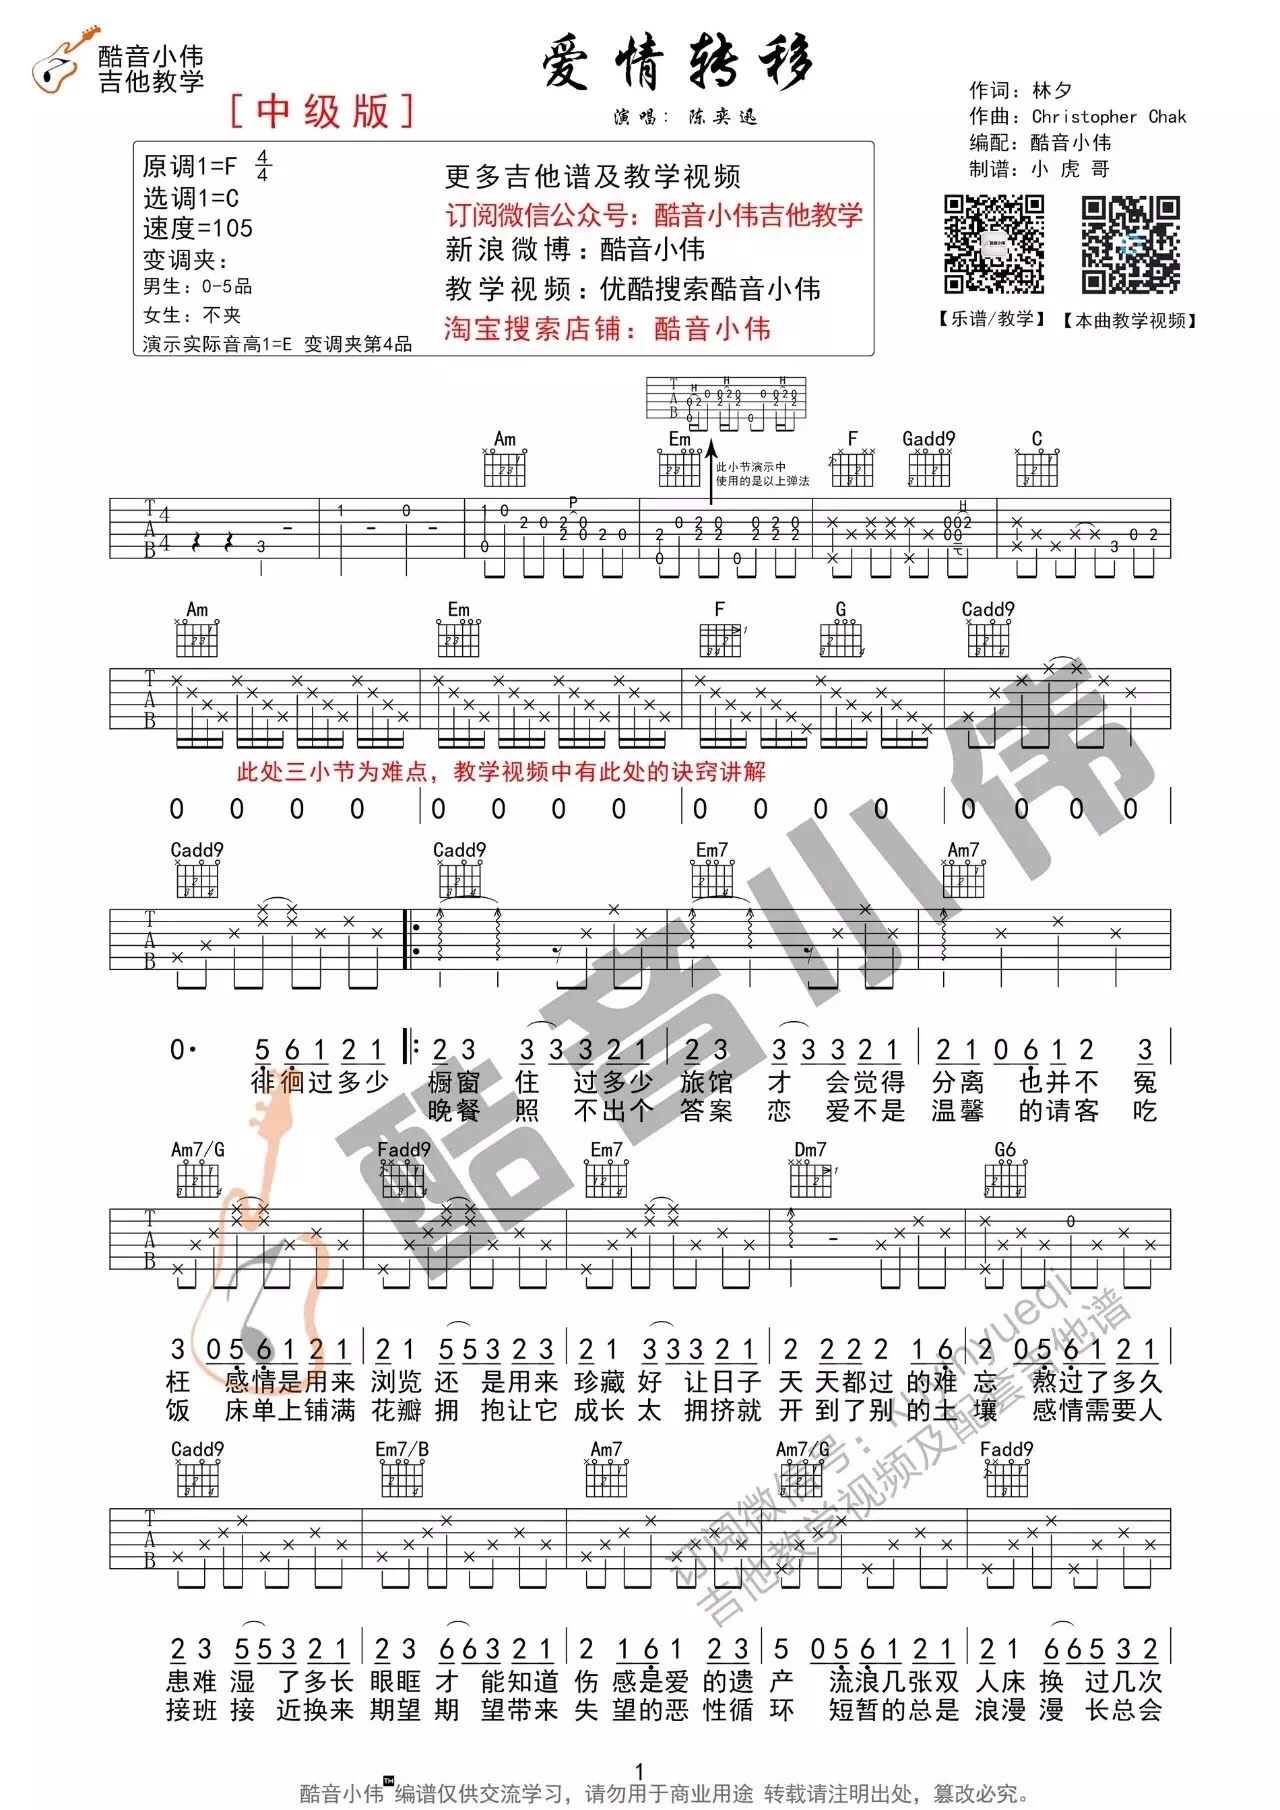 酷音小伟
吉他教学
爱情转移
[中级版]
演唱：陈奕迅
作词：林夕
作曲：Christopher Chak
编配：酷音小伟
制谱：小 虎 哥
原调1=F 4/4
选调1=C
速度=105
变调夹：
男生：0-5品
女生：不夹
演示实际音高1=E 变调夹第4品
更多吉他谱及教学视频
订阅微信公众号：酷音小伟吉他教学
新浪微博：酷音小伟
教学视频：优酷搜索酷音小伟
淘宝搜索店铺：酷音小伟
【乐谱/教学】 【本曲教学视频】
Am Em F Gadd9 C
此小节演示中
使用的是以上弹法
Am Em F G Cadd9
此处三小节为难点，教学视频中有此处的诀窍讲解
0 0 0 0 0 0 0 0 0 0 0 0 0 0 0 0
Cadd9 Cadd9 Em7 Am7
0· 5 6 1 2 1 2 3 3 3 3 2 1 2 3 3 3 3 2 1 2 1 0 6 1 2 3
徘徊过多少 橱窗 住 过多少 旅馆 才 会觉得 分离 也并不 冤
晚餐 照 不出个 答案 恋 爱不是 温馨 的请客 吃
Am7/G Fadd9 Em7 Dm7 G6
3 0 5 6 1 2 1 2 1 5 5 3 2 1 2 1 3 3 3 2 1 2 2 2 2 1 6 2 0 5 6 1 2 1
枉 感情是用来 浏览 还 是用来 珍藏 好 让日子 天 天都过 的难 忘 熬过了多久
饭 床单上铺满 花瓣 拥 抱让它 成长 太 拥挤就 开 到了别 的土 壤 感情需要人
Cadd9 Em7/B Am7 Am7/G Fadd9
2 3 5 5 3 2 1 2 3 6 6 3 2 1 2 1 6 1 2 3 5 0 5 6 1 2 1 2 1 6 6 5 3 2
患难 湿 了多长 眼眶 才 能知道 伤 感是爱 的遗 产 流浪几张双 人床 换 过几次
接班 接 近换来 期望 期 望带来 失 望的恶 性循 环 短暂的总是 浪漫 漫 长总会
酷音小伟
订阅微信号：kuyinyueqi
吉他教学视频及配套吉他谱
1
酷音小伟™编谱仅供交流学习，请勿用于商业用途 转载请注明出处，篡改必究。